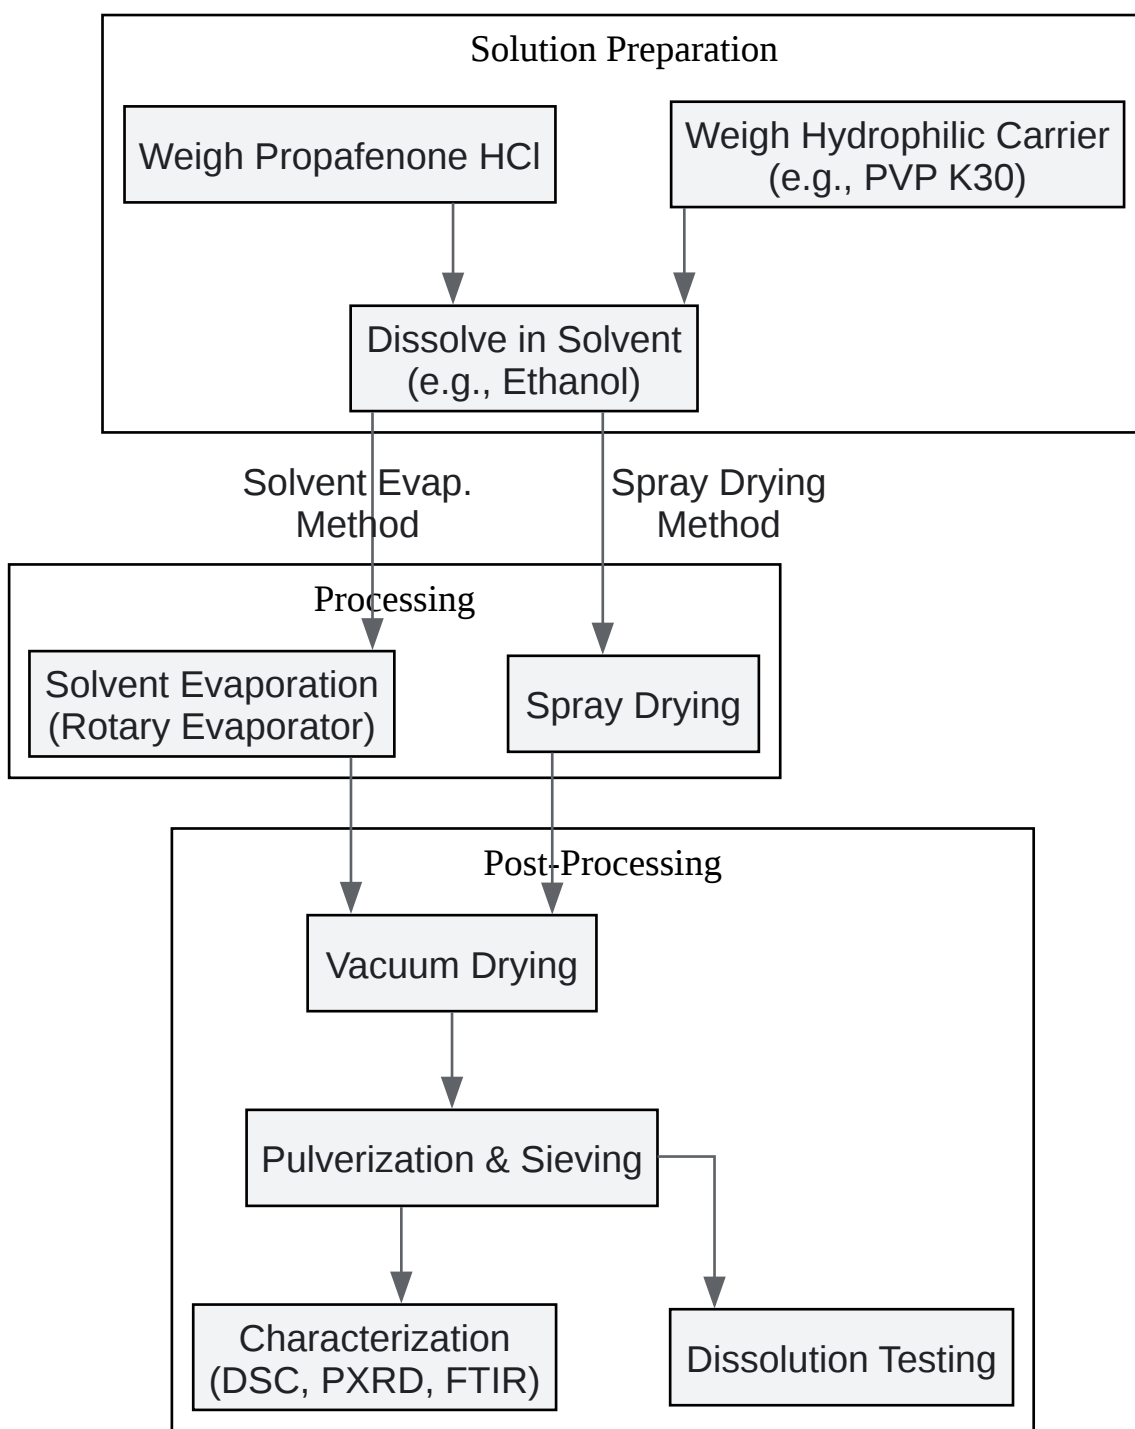 Solution Preparation
Weigh Propafenone HCl
Weigh Hydrophilic Carrier
(e.g., PVP K30)
Dissolve in Solvent
(e.g., Ethanol)
Solvent Evap.
Method
Spray Drying
Method
Processing
Solvent Evaporation
(Rotary Evaporator)
Spray Drying
Post-Processing
Vacuum Drying
Pulverization & Sieving
Characterization
(DSC, PXRD, FTIR)
Dissolution Testing